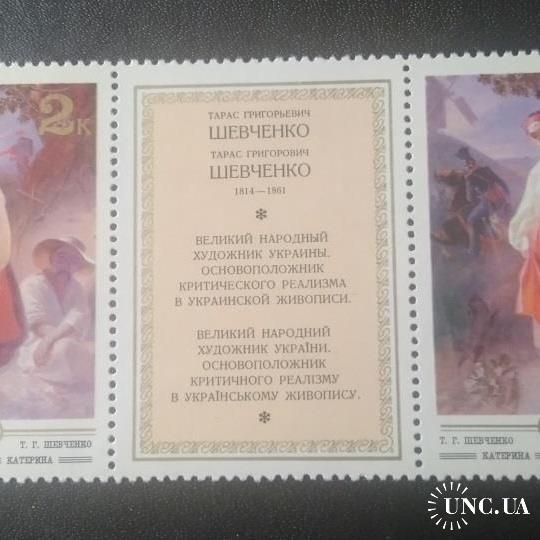 2к
ТАРАС ГРИГОРЬЕВИЧ
ШЕВЧЕНКО
ТАРАС ГРИГОРОВИЧ
ШЕВЧЕНКО
1814—1861
ВЕЛИКИЙ НАРОДНЫЙ
ХУДОЖНИК УКРАИНЫ.
ОСНОВОПОЛОЖНИК
КРИТИЧЕСКОГО РЕАЛИЗМА
В УКРАИНСКОЙ ЖИВОПИСИ.
ВЕЛИКИЙ НАРОДНИЙ
ХУДОЖНИК УКРАЇНИ.
ОСНОВОПОЛОЖНИК
КРИТИЧНОГО РЕАЛІЗМУ
В УКРАЇНСЬКОМУ ЖИВОПИСУ.
Т. Г. ШЕВЧЕНКО
КАТЕРИНА
Т. Г. ШЕВЧЕНКО
КАТЕРИНА
UNC.UA